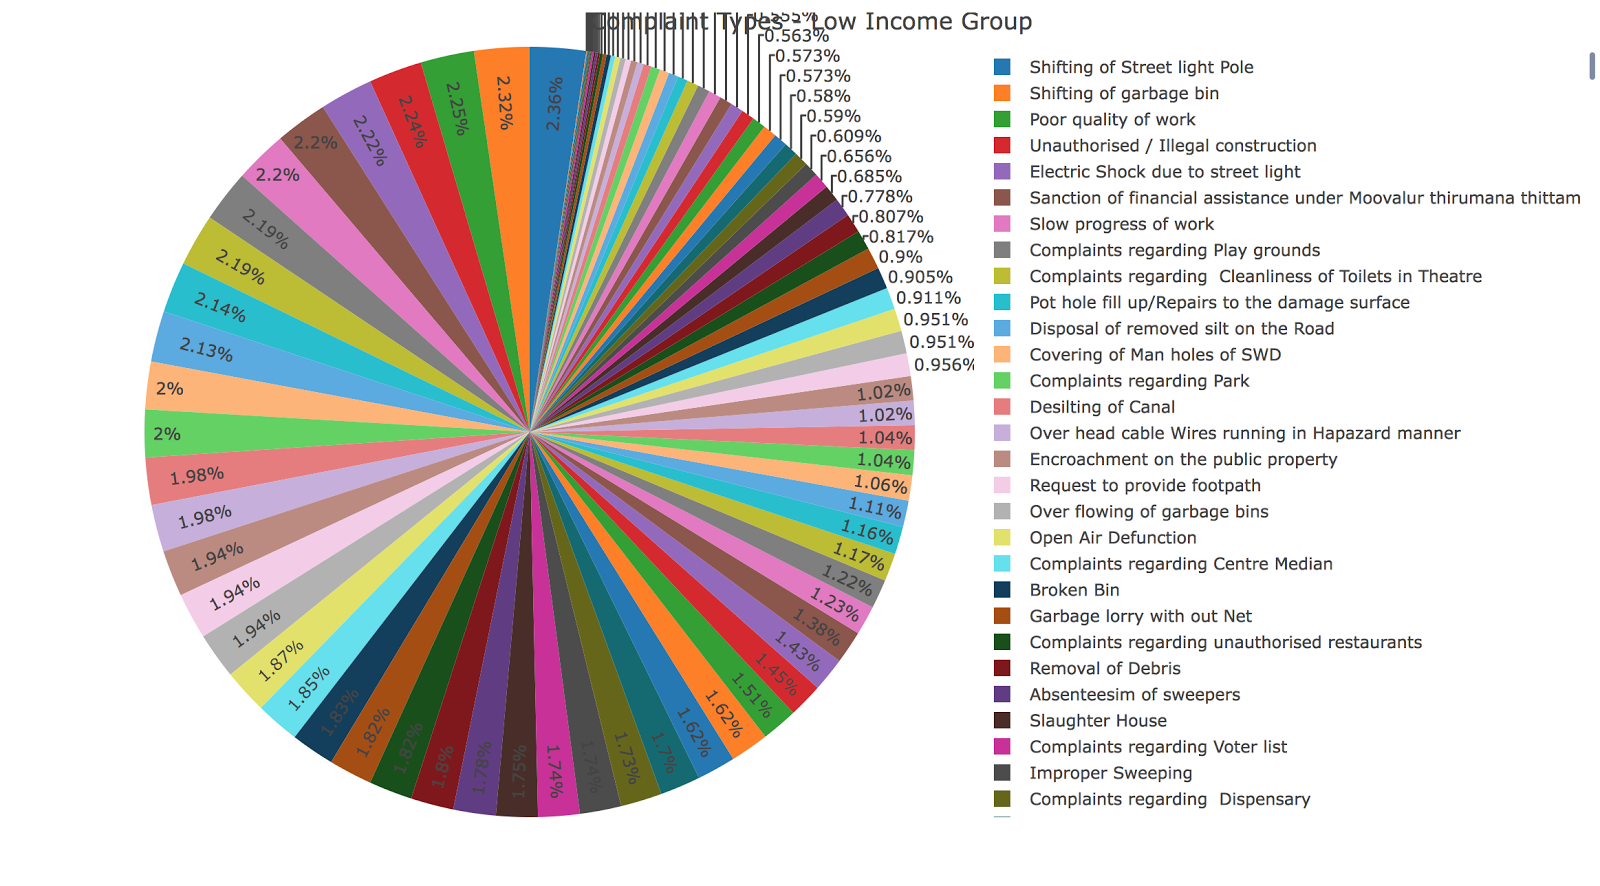 Complaint Types - Low Income Group
0.555%
0.563%
0.573%
0.573%
0.58%
0.59%
0.609%
0.656%
0.685%
0.778%
0.807%
0.817%
0.9%
0.905%
0.911%
0.951%
0.951%
0.956%
1.02%
1.02%
1.04%
1.04%
1.06%
1.11%
1.16%
1.17%
1.22%
1.23%
1.38%
1.43%
1.45%
1.51%
1.62%
1.62%
1.7%
1.73%
1.74%
1.74%
1.75%
1.78%
1.8%
1.82%
1.82%
1.83%
1.85%
1.87%
1.94%
1.94%
1.94%
1.98%
1.98%
2%
2%
2.13%
2.14%
2.19%
2.19%
2.2%
2.2%
2.22%
2.24%
2.25%
2.32%
2.36%
Shifting of Street light Pole
Shifting of garbage bin
Poor quality of work
Unauthorised / Illegal construction
Electric Shock due to street light
Sanction of financial assistance under Moovalur thirumana thittam
Slow progress of work
Complaints regarding Play grounds
Complaints regarding  Cleanliness of Toilets in Theatre
Pot hole fill up/Repairs to the damage surface
Disposal of removed silt on the Road
Covering of Man holes of SWD
Complaints regarding Park
Desilting of Canal
Over head cable Wires running in Hapazard manner
Encroachment on the public property
Request to provide footpath
Over flowing of garbage bins
Open Air Defunction
Complaints regarding Centre Median
Broken Bin
Garbage lorry with out Net
Complaints regarding unauthorised restaurants
Removal of Debris
Absenteesim of sweepers
Slaughter House
Complaints regarding Voter list
Improper Sweeping
Complaints regarding  Dispensary